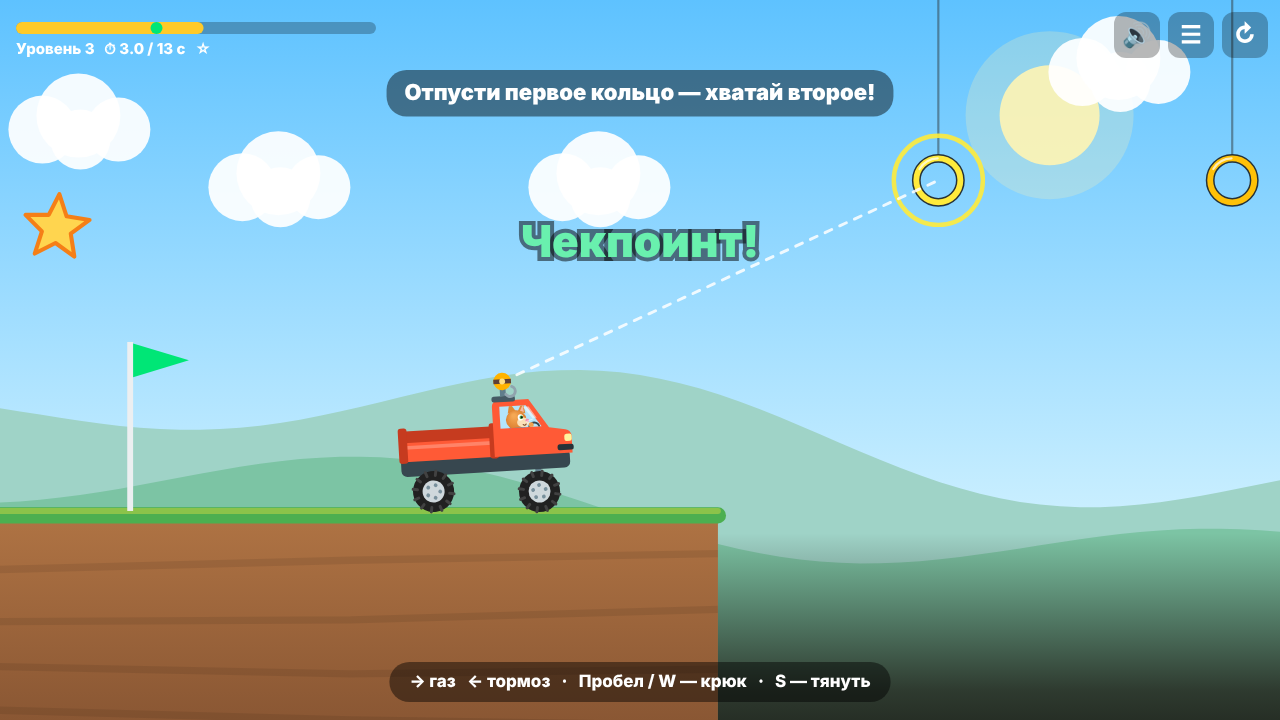 Уровень 3 ⏱ 3.0 / 13 с ☆
Отпусти первое кольцо — хватай второе!
Чекпоинт!
→ газ ← тормоз · Пробел / W — крюк · S — тянуть